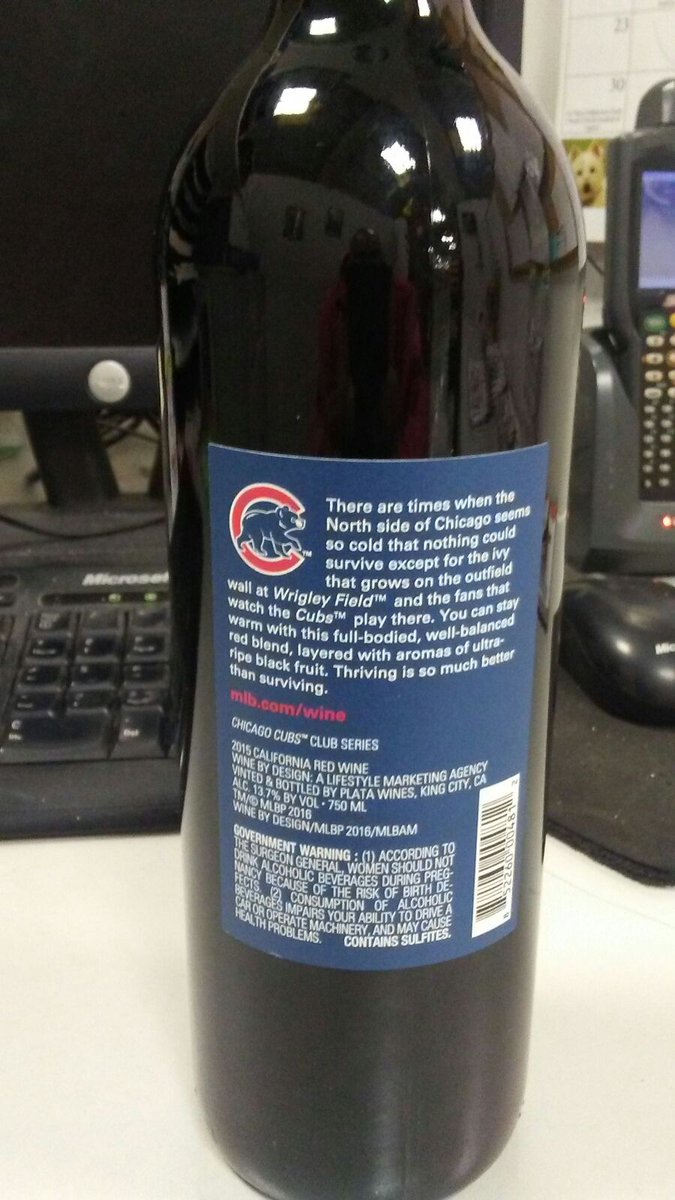 23
30
There are times when the
North side of Chicago seems
so cold that nothing could
survive except for the ivy
that grows on the outfield
wall at Wrigley Field™ and the fans that
watch the Cubs™ play there. You can stay
warm with this full-bodied, well-balanced
red blend, layered with aromas of ultra-
ripe black fruit. Thriving is so much better
than surviving.
mlb.com/wine
CHICAGO CUBS™ CLUB SERIES
2015 CALIFORNIA RED WINE
WINE BY DESIGN: A LIFESTYLE MARKETING AGENCY
VINTED & BOTTLED BY PLATA WINES, KING CITY, CA
ALC. 13.7% BY VOL • 750 ML
TM/© MLBP 2016
WINE BY DESIGN/MLBP 2016/MLBAM
GOVERNMENT WARNING : (1) ACCORDING TO
THE SURGEON GENERAL, WOMEN SHOULD NOT
DRINK ALCOHOLIC BEVERAGES DURING PREG-
NANCY BECAUSE OF THE RISK OF BIRTH DE-
FECTS. (2) CONSUMPTION OF ALCOHOLIC
BEVERAGES IMPAIRS YOUR ABILITY TO DRIVE A
CAR OR OPERATE MACHINERY, AND MAY CAUSE
HEALTH PROBLEMS. CONTAINS SULFITES.
Microsof
Mic